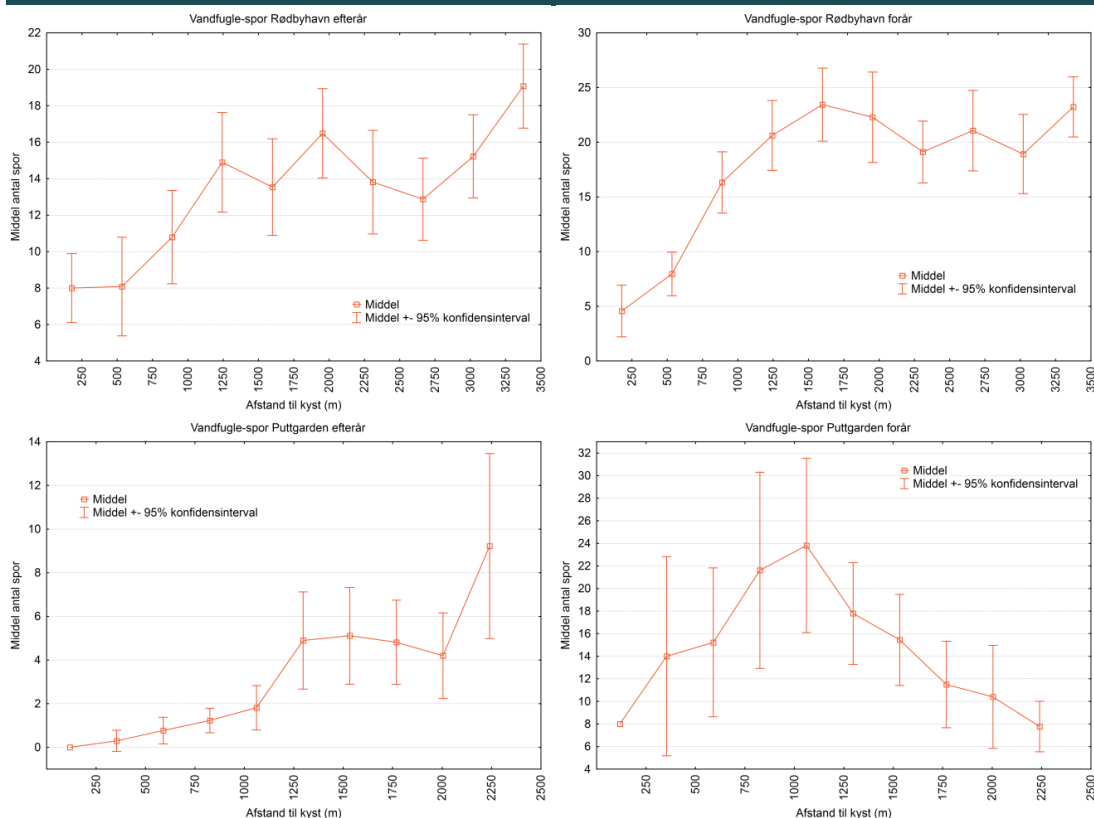 Vandfugle-spor Rødbyhavn efterår
22
20
18
16
14
12
10
8
6
4
Middel antal spor
Middel
Middel +- 95% konfidensinterval
250 500 750 1000 1250 1500 1750 2000 2250 2500 2750 3000 3250 3500
Afstand til kyst (m)
Vandfugle-spor Rødbyhavn forår
30
25
20
15
10
5
0
Middel antal spor
Middel
Middel +- 95% konfidensinterval
250 500 750 1000 1250 1500 1750 2000 2250 2500 2750 3000 3250 3500
Afstand til kyst (m)
Vandfugle-spor Puttgarden efterår
14
12
10
8
6
4
2
0
Middel antal spor
Middel
Middel +- 95% konfidensinterval
250 500 750 1000 1250 1500 1750 2000 2250 2500
Afstand til kyst (m)
Vandfugle-spor Puttgarden forår
32
30
28
26
24
22
20
18
16
14
12
10
8
6
4
Middel antal spor
Middel
Middel +- 95% konfidensinterval
250 500 750 1000 1250 1500 1750 2000 2250 2500
Afstand til kyst (m)